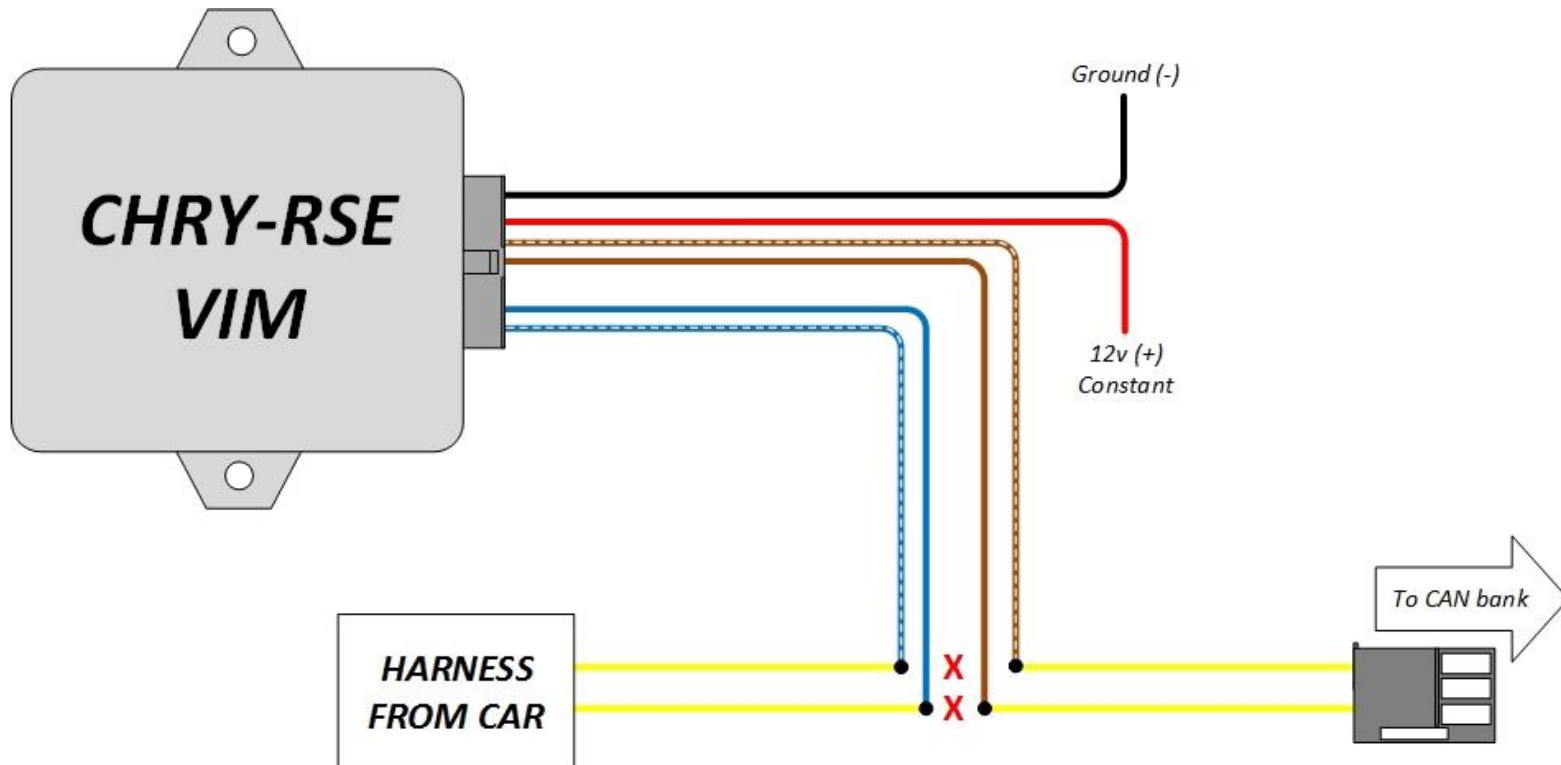 Ground (-)
CHRY-RSE
VIM
12v (+)
Constant
To CAN bank
HARNESS
FROM CAR
X
X